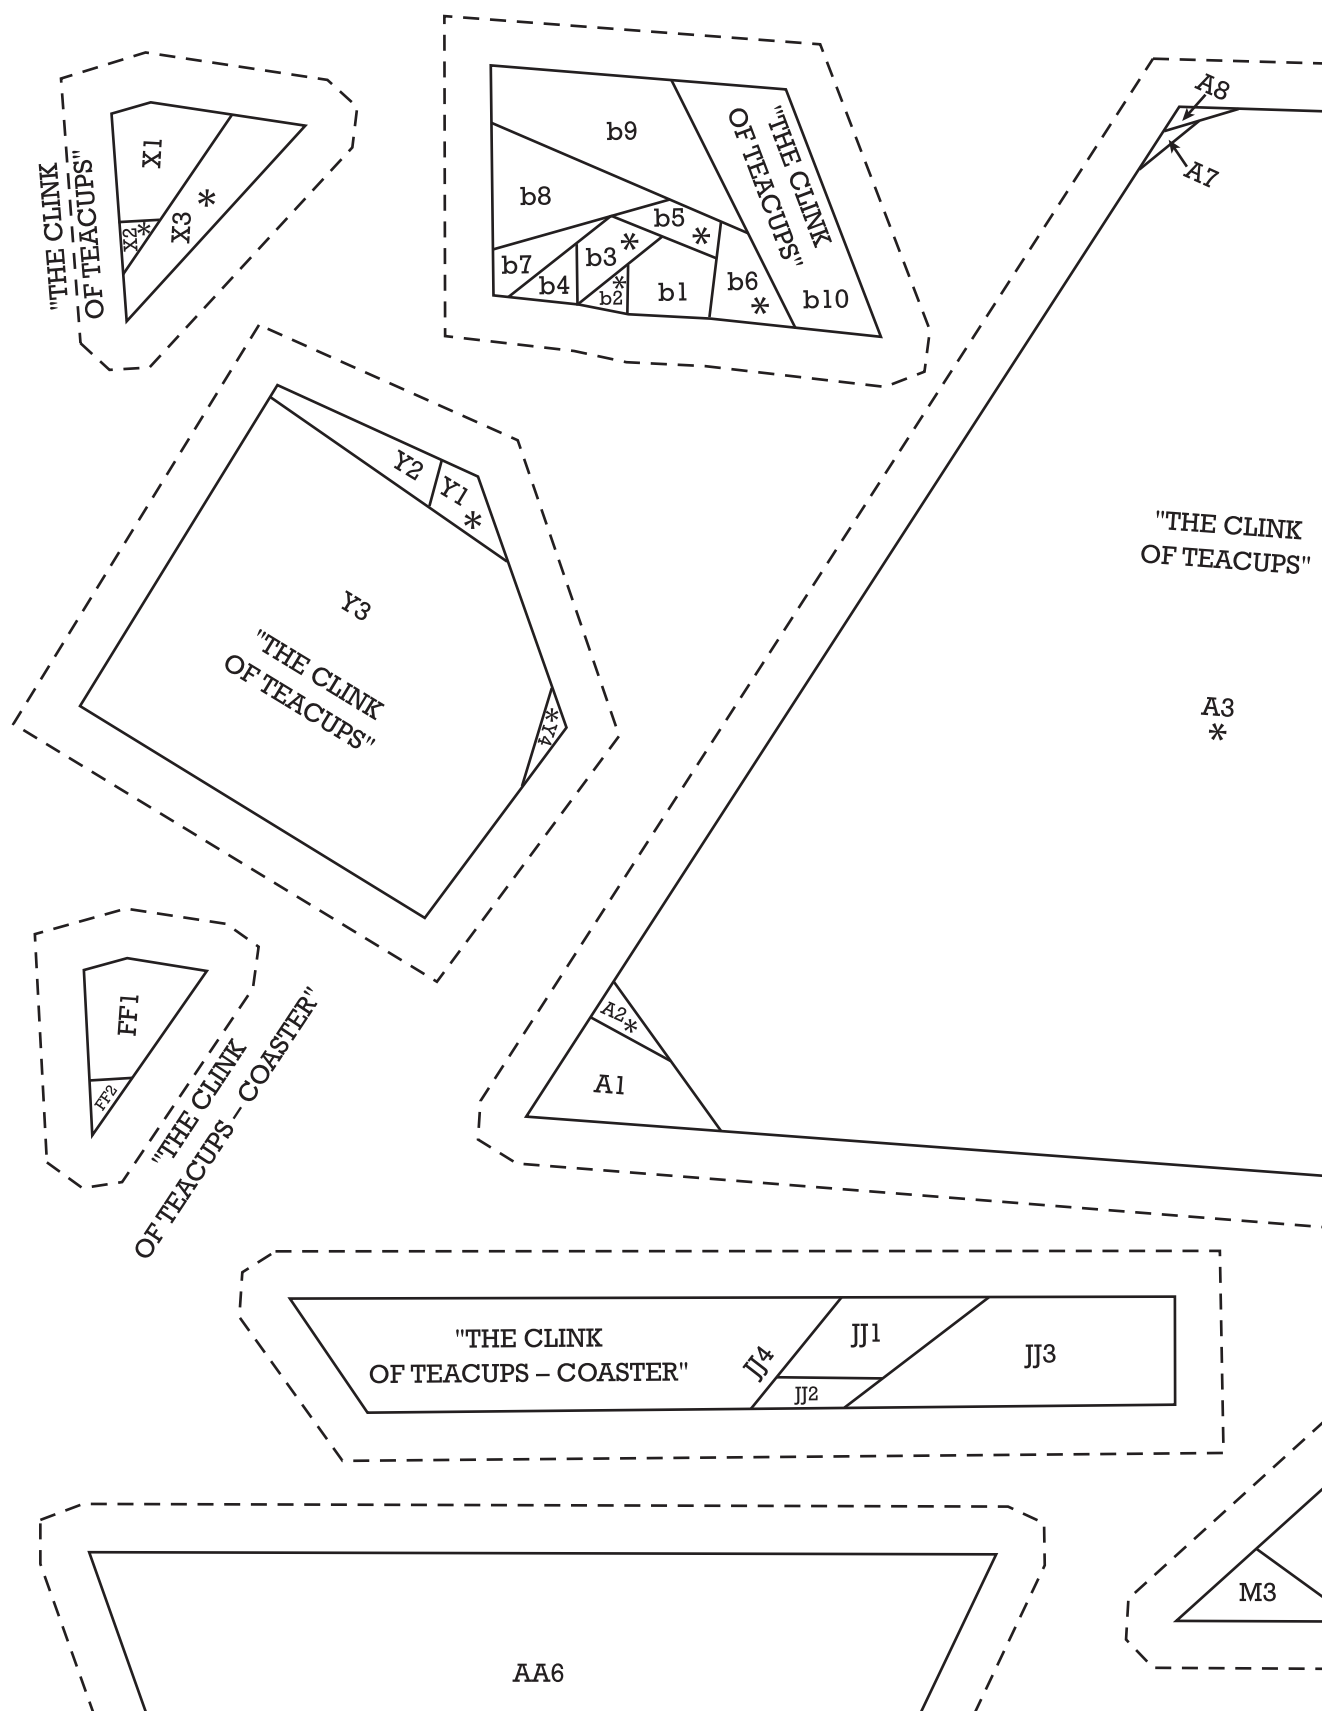 X1
X2
*
X3
*
"THE CLINK
OF TEACUPS"
b9
b8
b5
*
b7
b4
b3
*
b2
*
b1
b6
*
b10
"THE CLINK
OF TEACUPS"
A8
A7
"THE CLINK
OF TEACUPS"
A3
*
Y2
Y1
*
Y3
"THE CLINK
OF TEACUPS"
*Y4
FF1
FF2
"THE CLINK
OF TEACUPS – COASTER"
A2*
A1
"THE CLINK
OF TEACUPS – COASTER"
JJ4
JJ1
JJ2
JJ3
M3
AA6